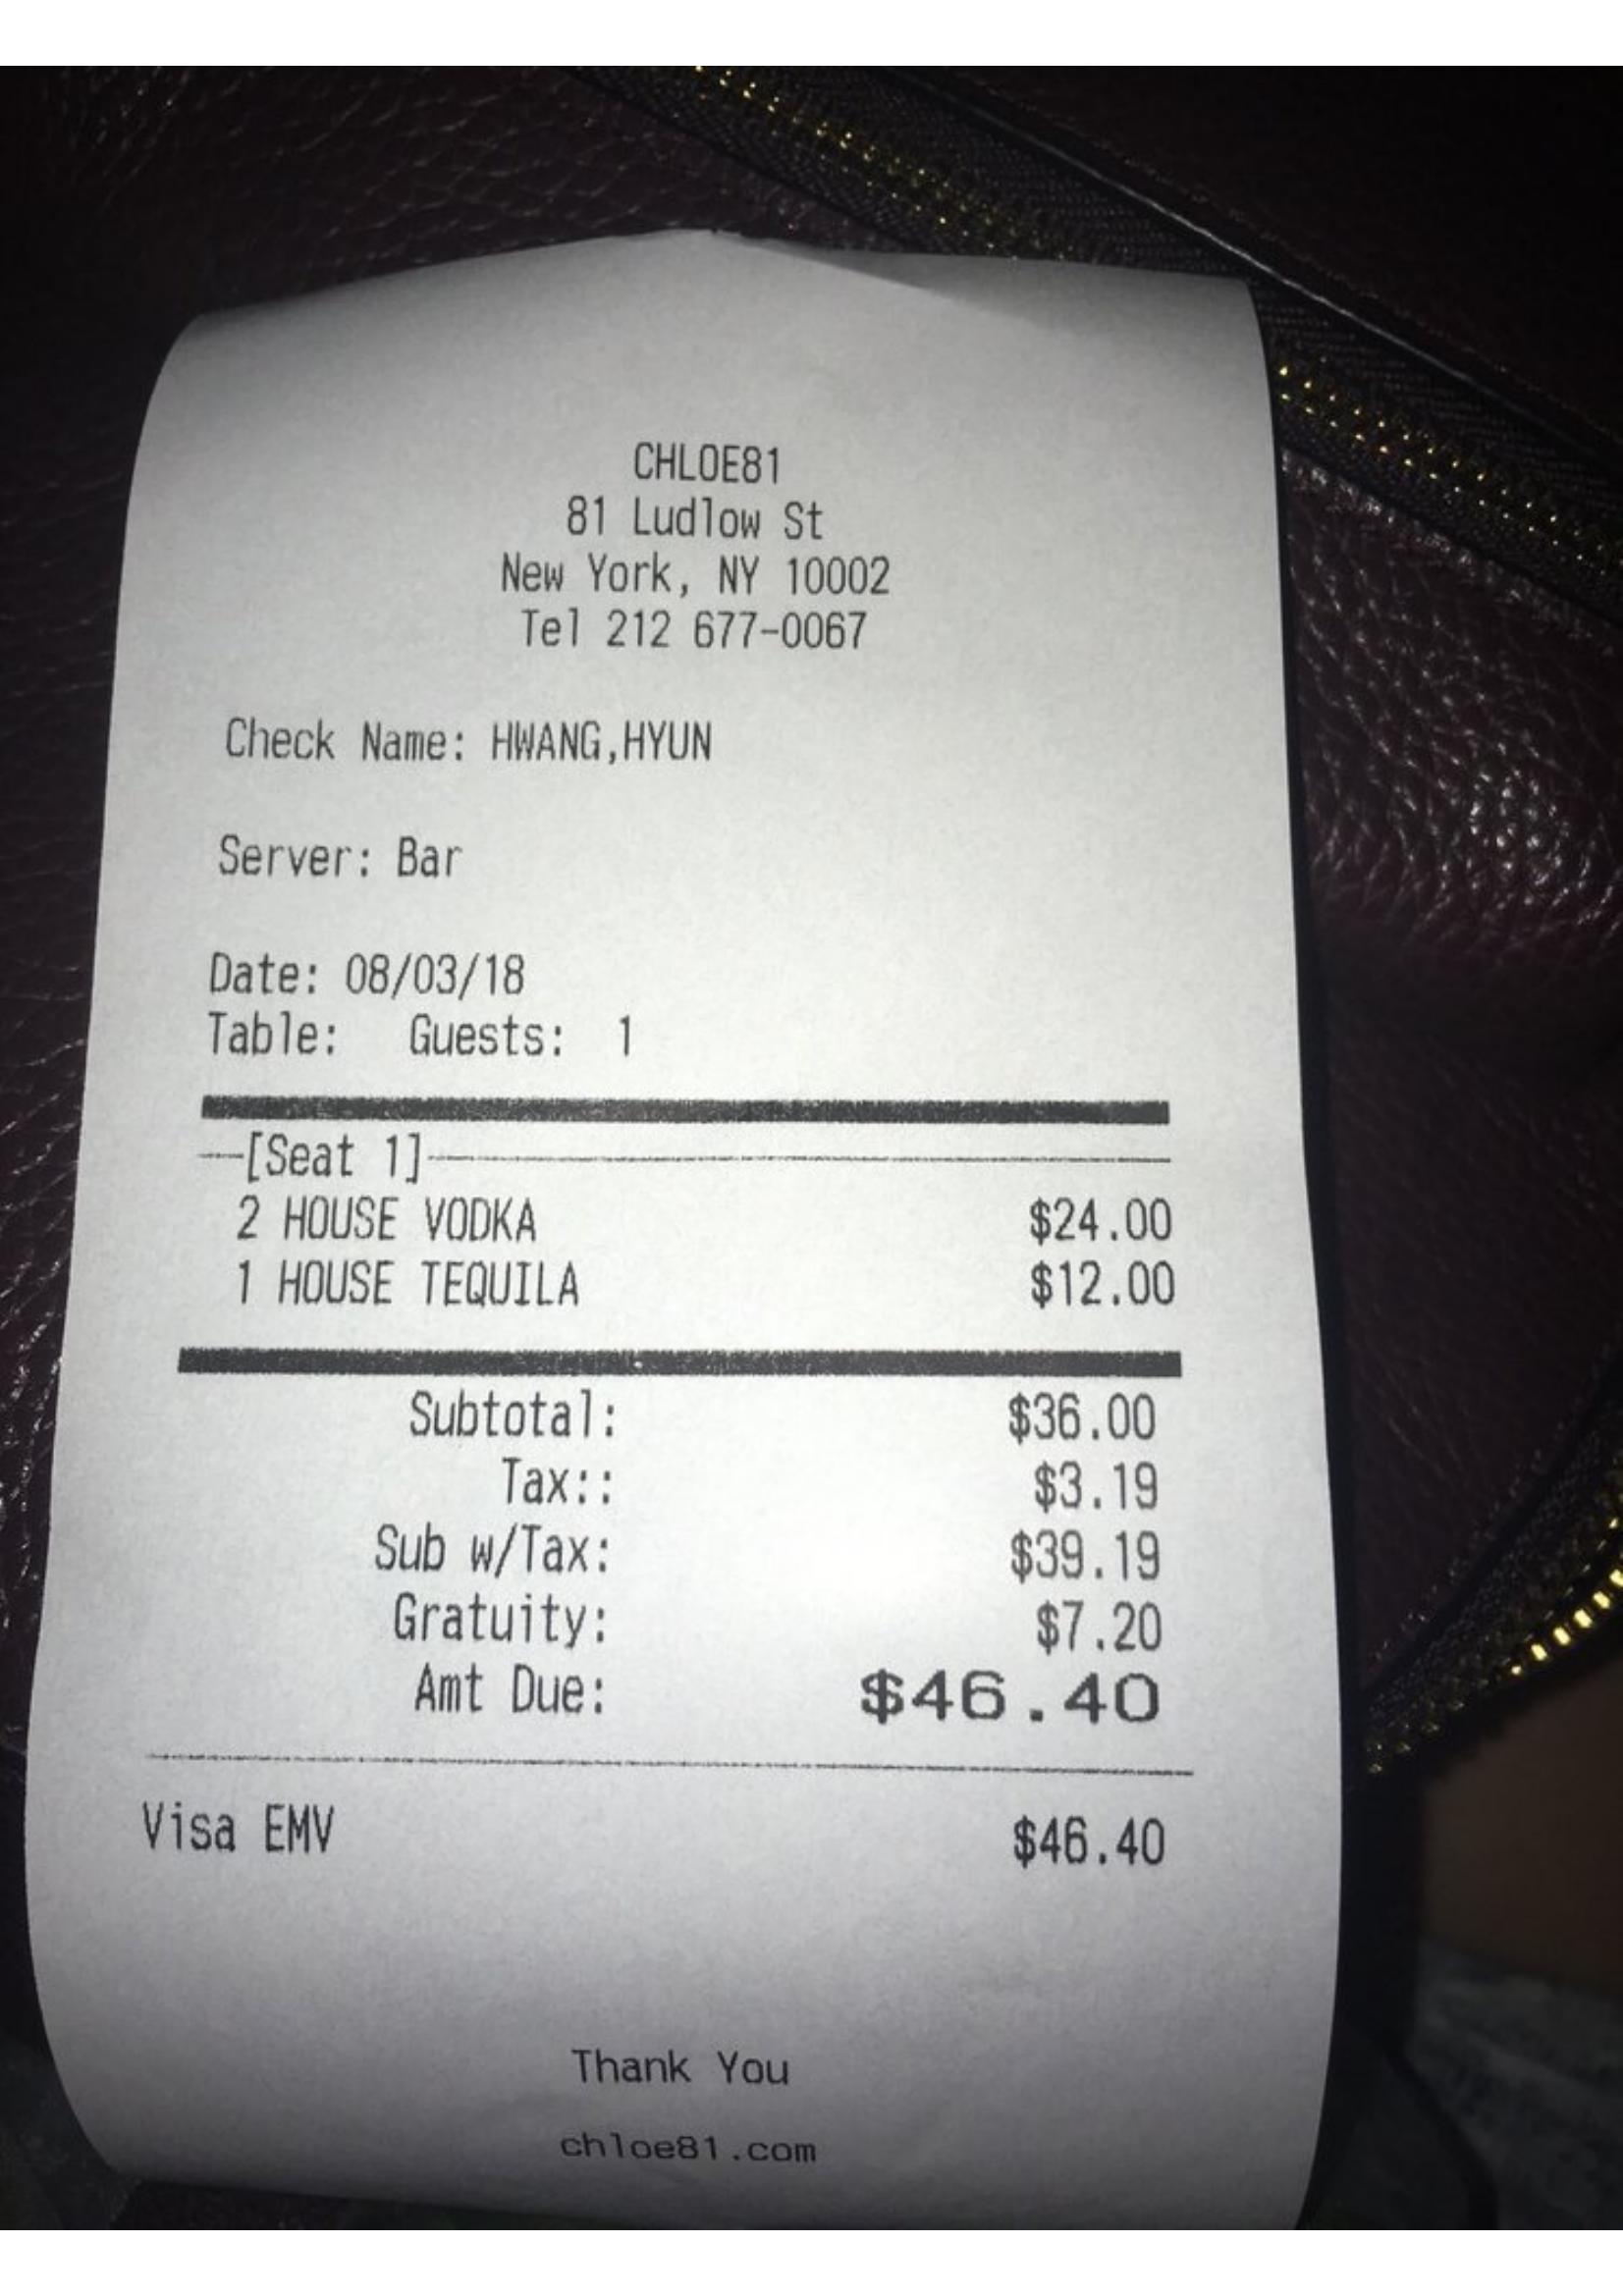 CHLOE81
81 Ludlow St
New York, NY 10002
Tel 212 677-0067
Check Name: HWANG,HYUN
Server: Bar
Date: 08/03/18
Table: Guests: 1
[Seat 1]
2 HOUSE VODKA $24.00
1 HOUSE TEQUILA $12.00
Subtotal: $36.00
Tax:: $3.19
Sub w/Tax: $39.19
Gratuity: $7.20
Amt Due: $46.40
Visa EMV $46.40
Thank You
chloe81.com